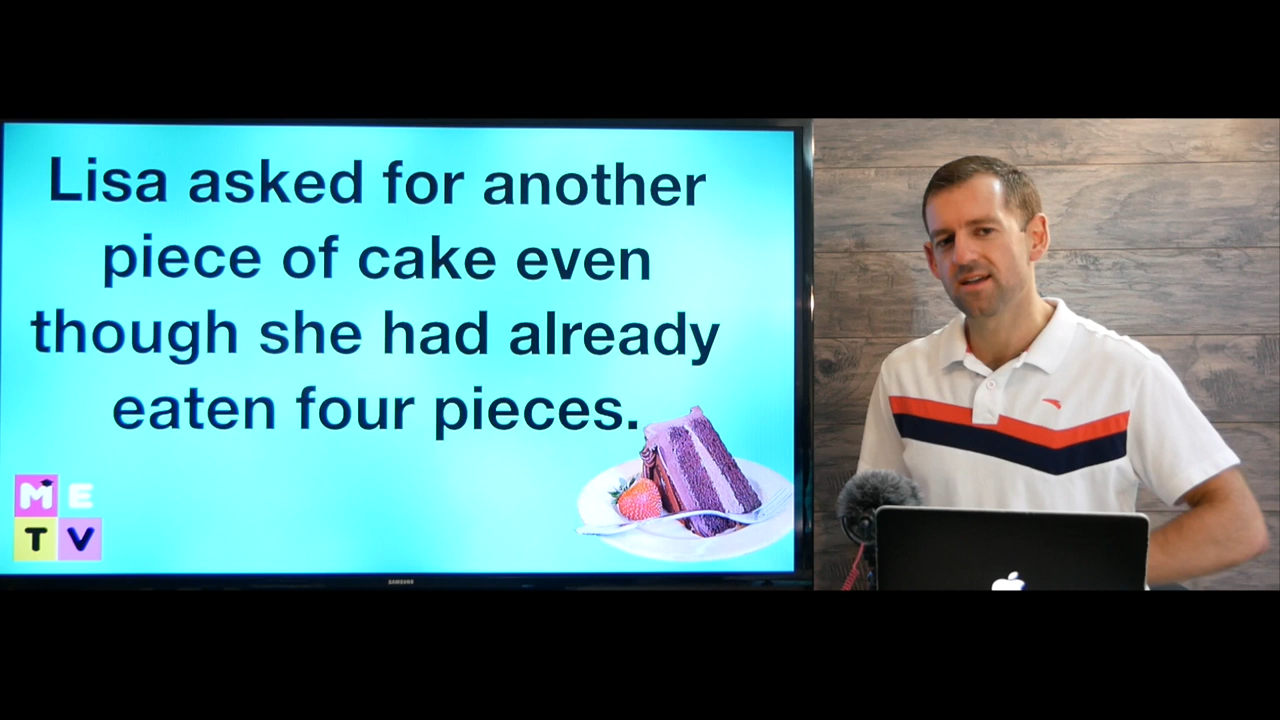 Lisa asked for another
piece of cake even
though she had already
eaten four pieces.
M E
T V
SAMSUNG